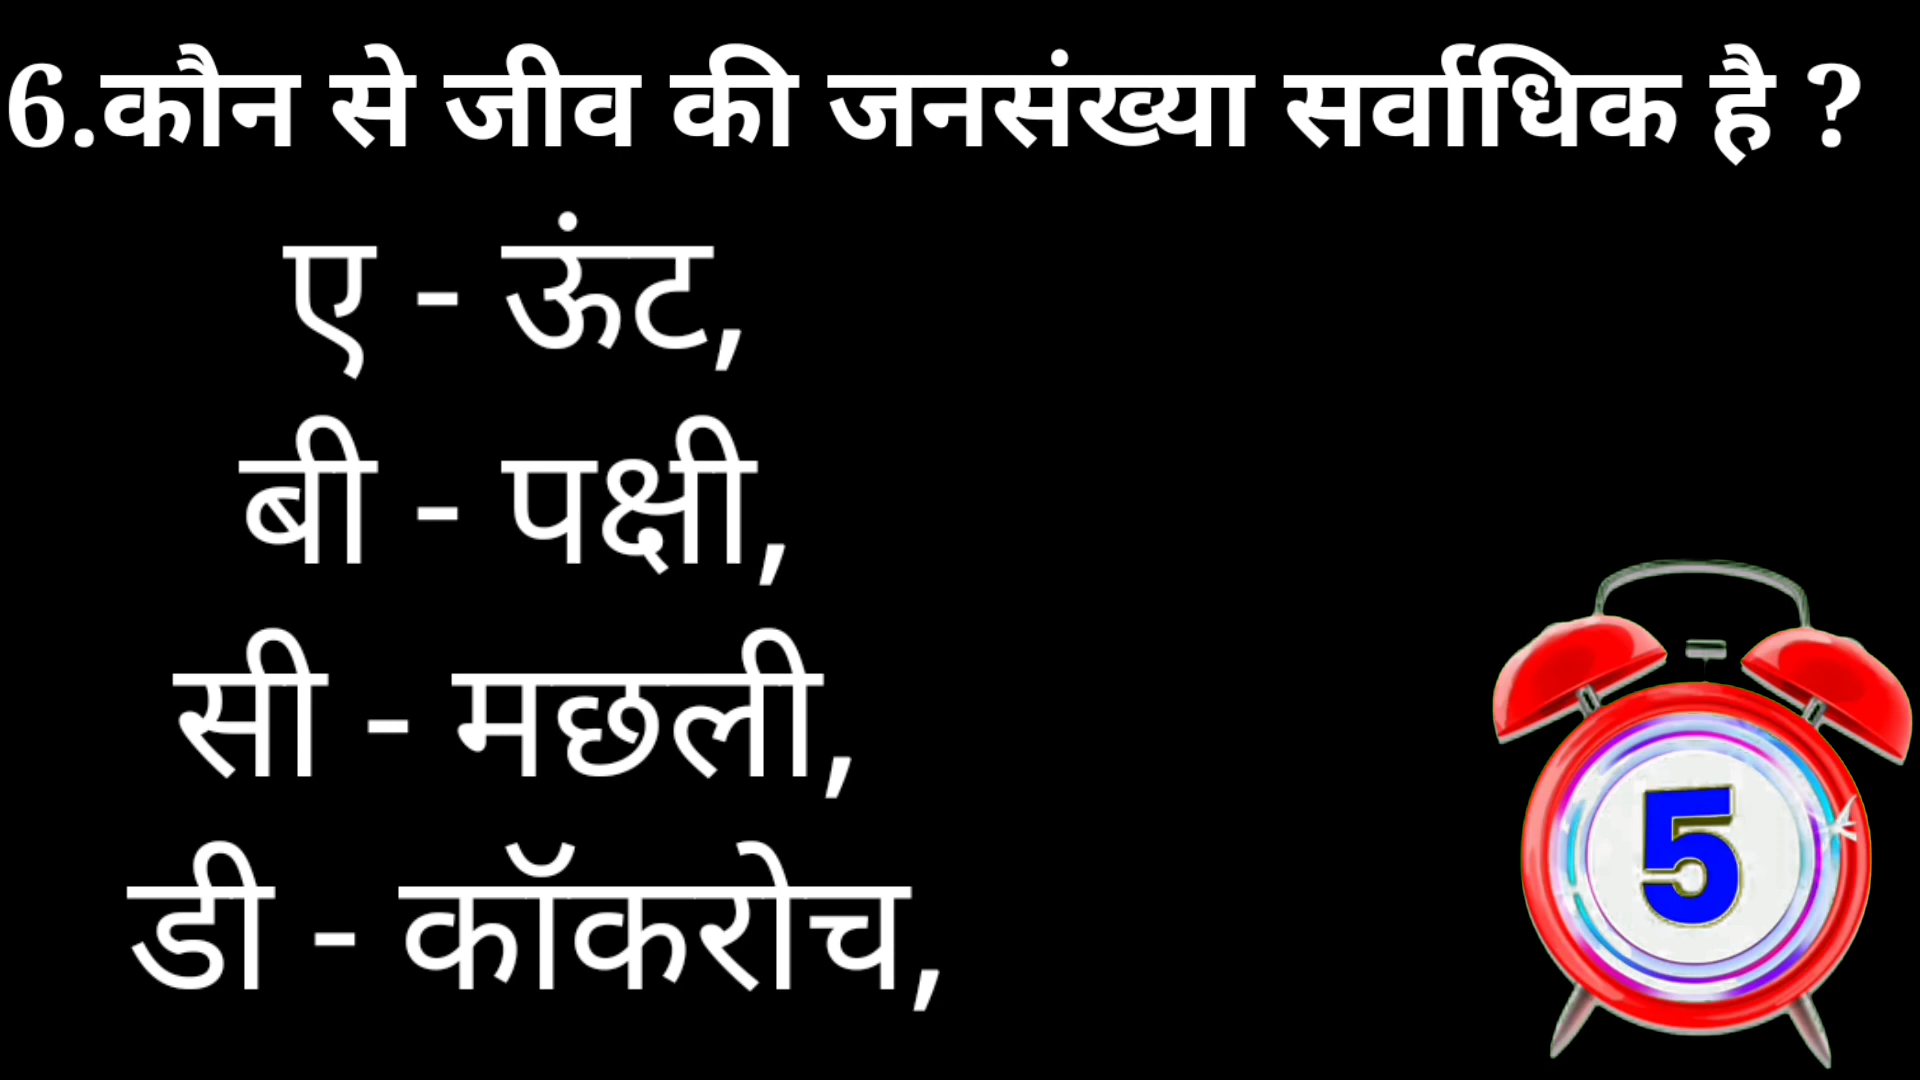 6.कौन से जीव की जनसंख्या सर्वाधिक है ?
ए - ऊंट,
बी - पक्षी,
सी - मछली,
डी - कॉकरोच,
5